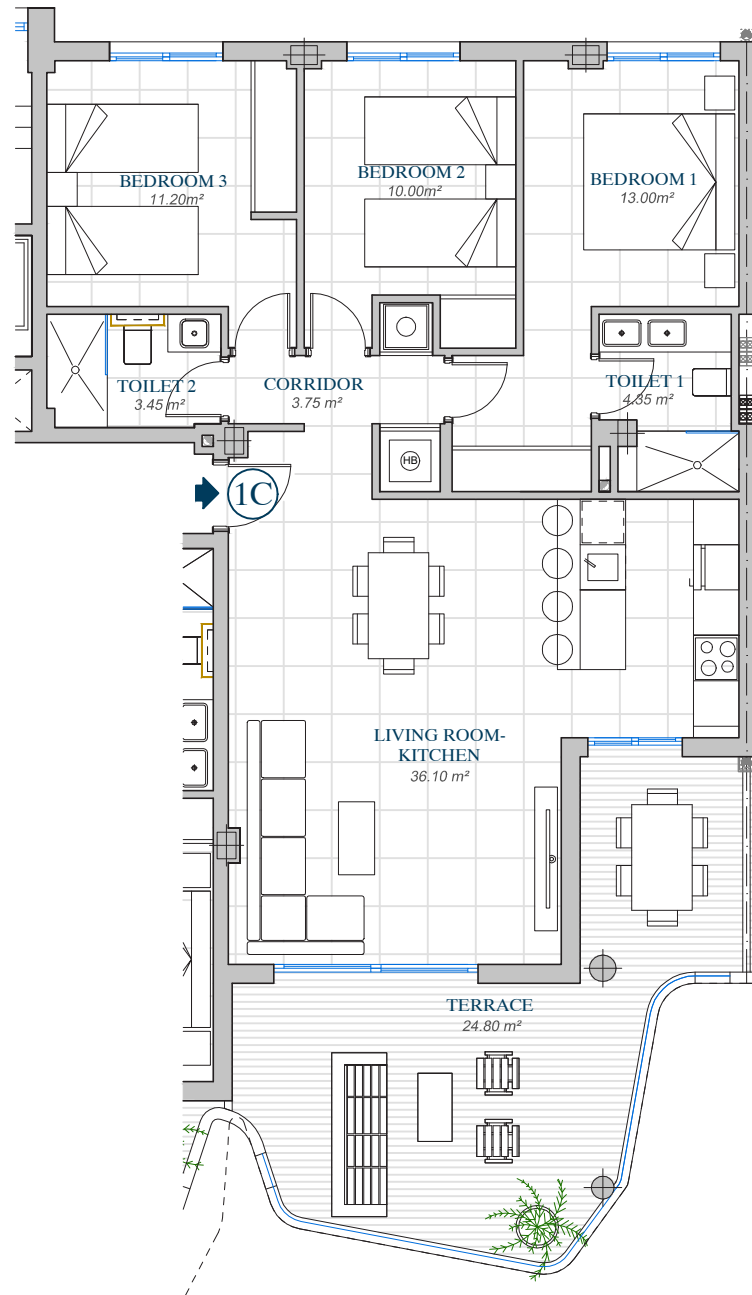 BEDROOM 3
11.20m²
BEDROOM 2
10.00m²
BEDROOM 1
13.00m²
TOILET 2
3.45 m²
CORRIDOR
3.75 m²
TOILET 1
4.35 m²
HB
1C
LIVING ROOM-
KITCHEN
36.10 m²
TERRACE
24.80 m²